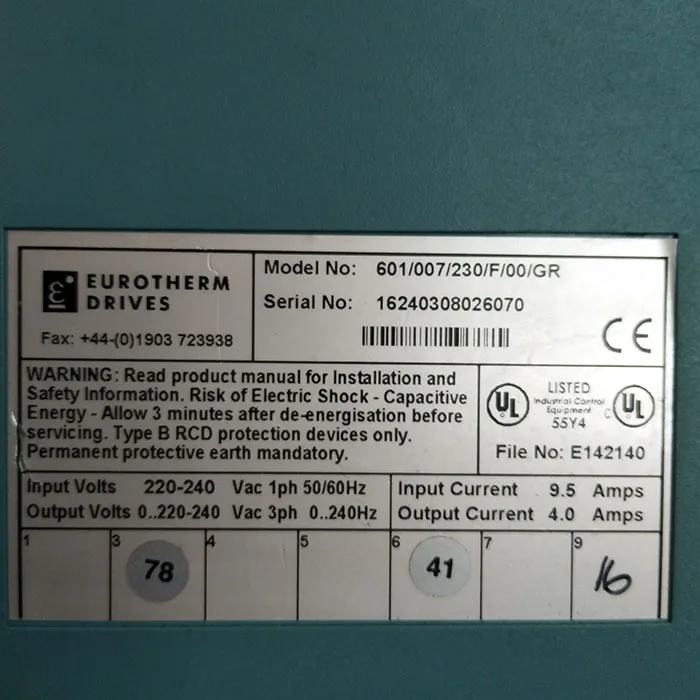 EUROTHERM
DRIVES
Fax: +44-(0)1903 723938
Model No: 601/007/230/F/00/GR
Serial No: 16240308026070
CE
WARNING: Read product manual for Installation and
Safety Information. Risk of Electric Shock - Capacitive
Energy - Allow 3 minutes after de-energisation before
servicing. Type B RCD protection devices only.
Permanent protective earth mandatory.
UL
LISTED
Industrial Control
Equipment
55Y4
C UL
File No: E142140
Input Volts 220-240 Vac 1ph 50/60Hz
Output Volts 0..220-240 Vac 3ph 0..240Hz
Input Current 9.5 Amps
Output Current 4.0 Amps
1 3 4 5 6 7 9
78 41 16